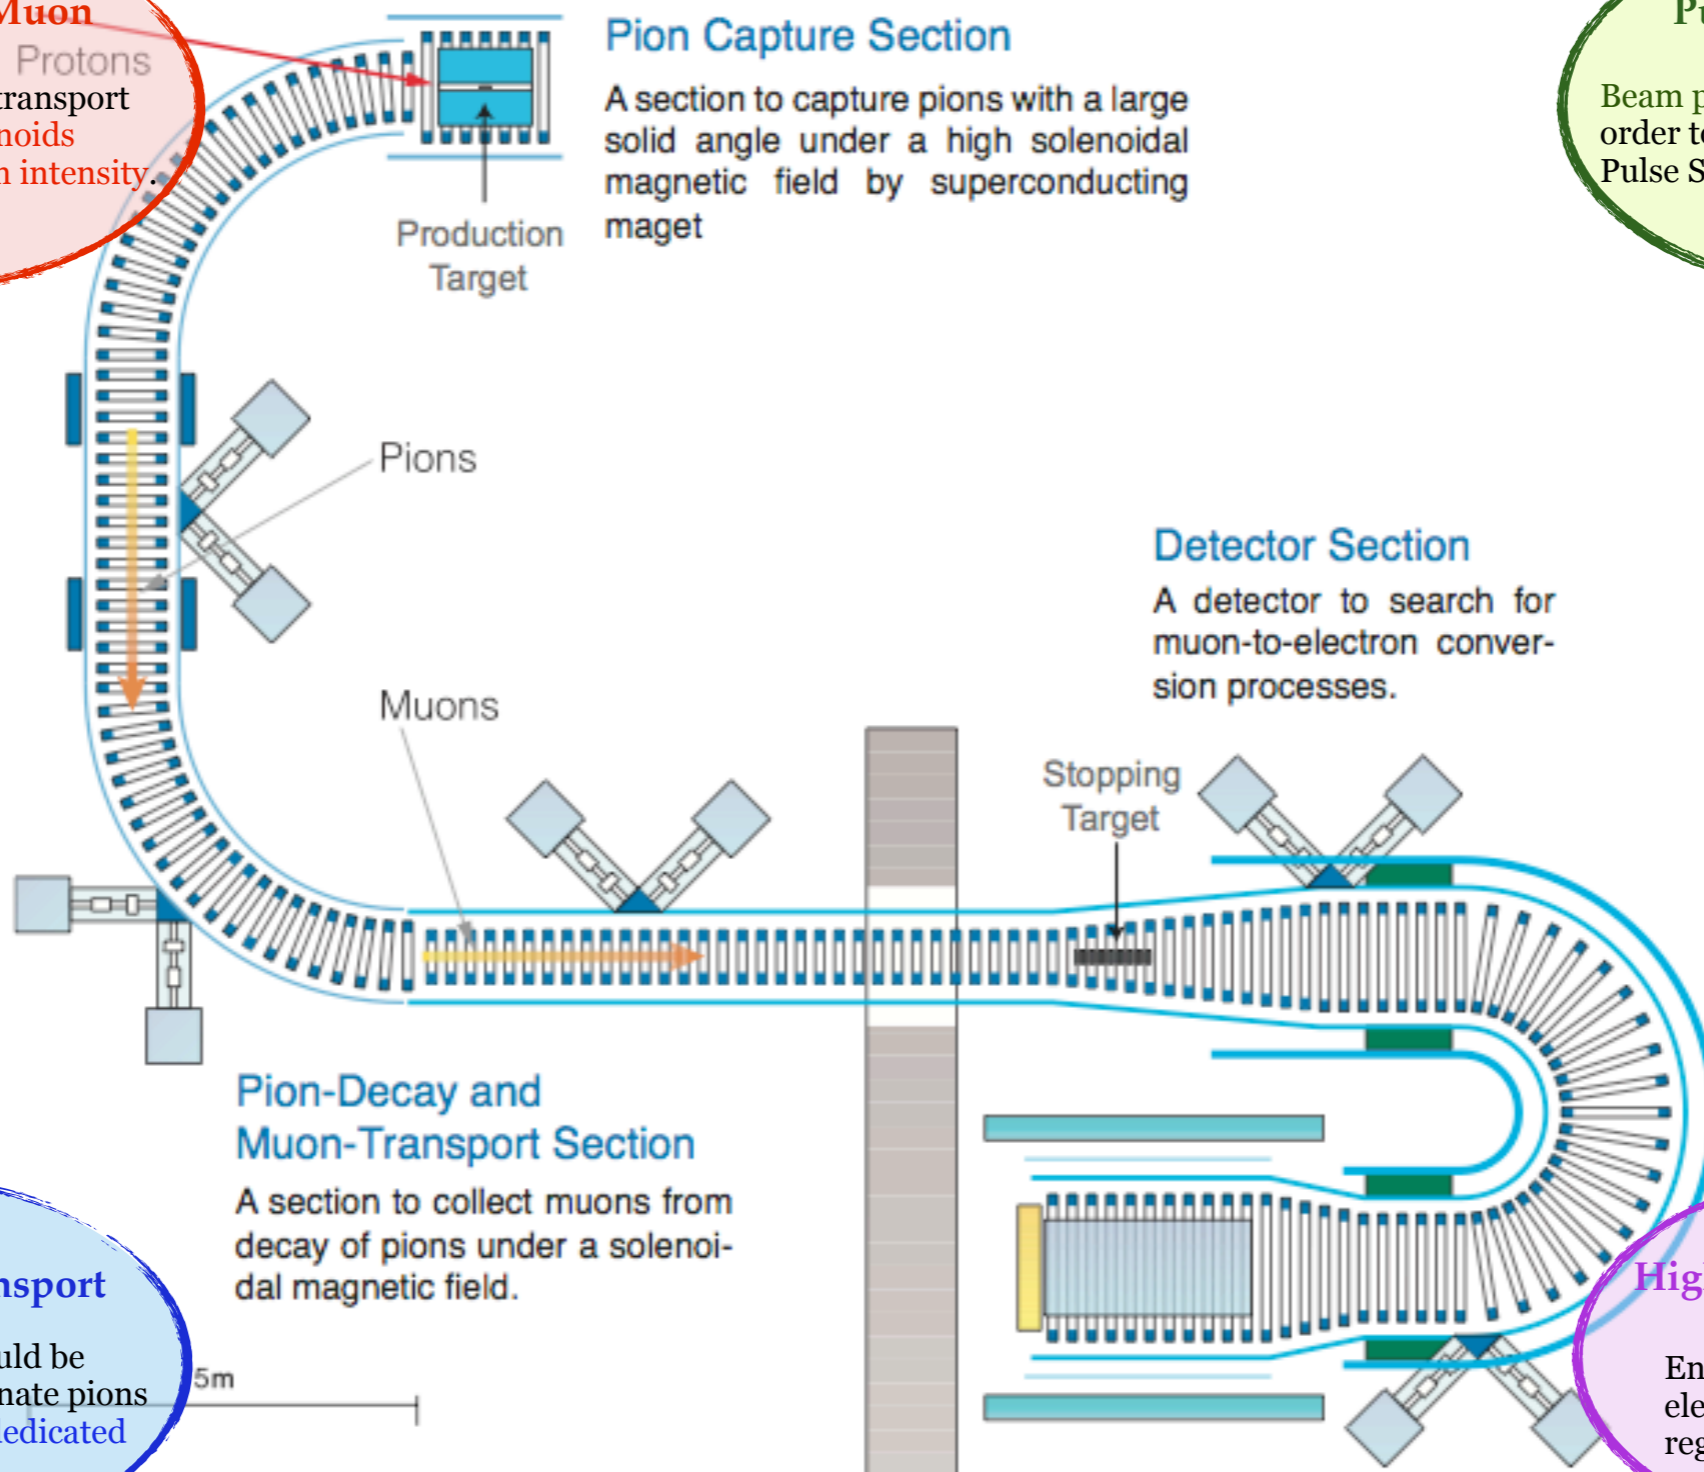 Muon
Protons
transport
noids
n intensity.
Pion Capture Section
A section to capture pions with a large
solid angle under a high solenoidal
magnetic field by superconducting
maget
Production
Target
Beam p
order to
Pulse S
Pions
Muons
Detector Section
A detector to search for
muon-to-electron conver-
sion processes.
Stopping
Target
Pion-Decay and
Muon-Transport Section
A section to collect muons from
decay of pions under a solenoi-
dal magnetic field.
nsport
uld be
nate pions
dedicated
5m
Hig
En
ele
reg